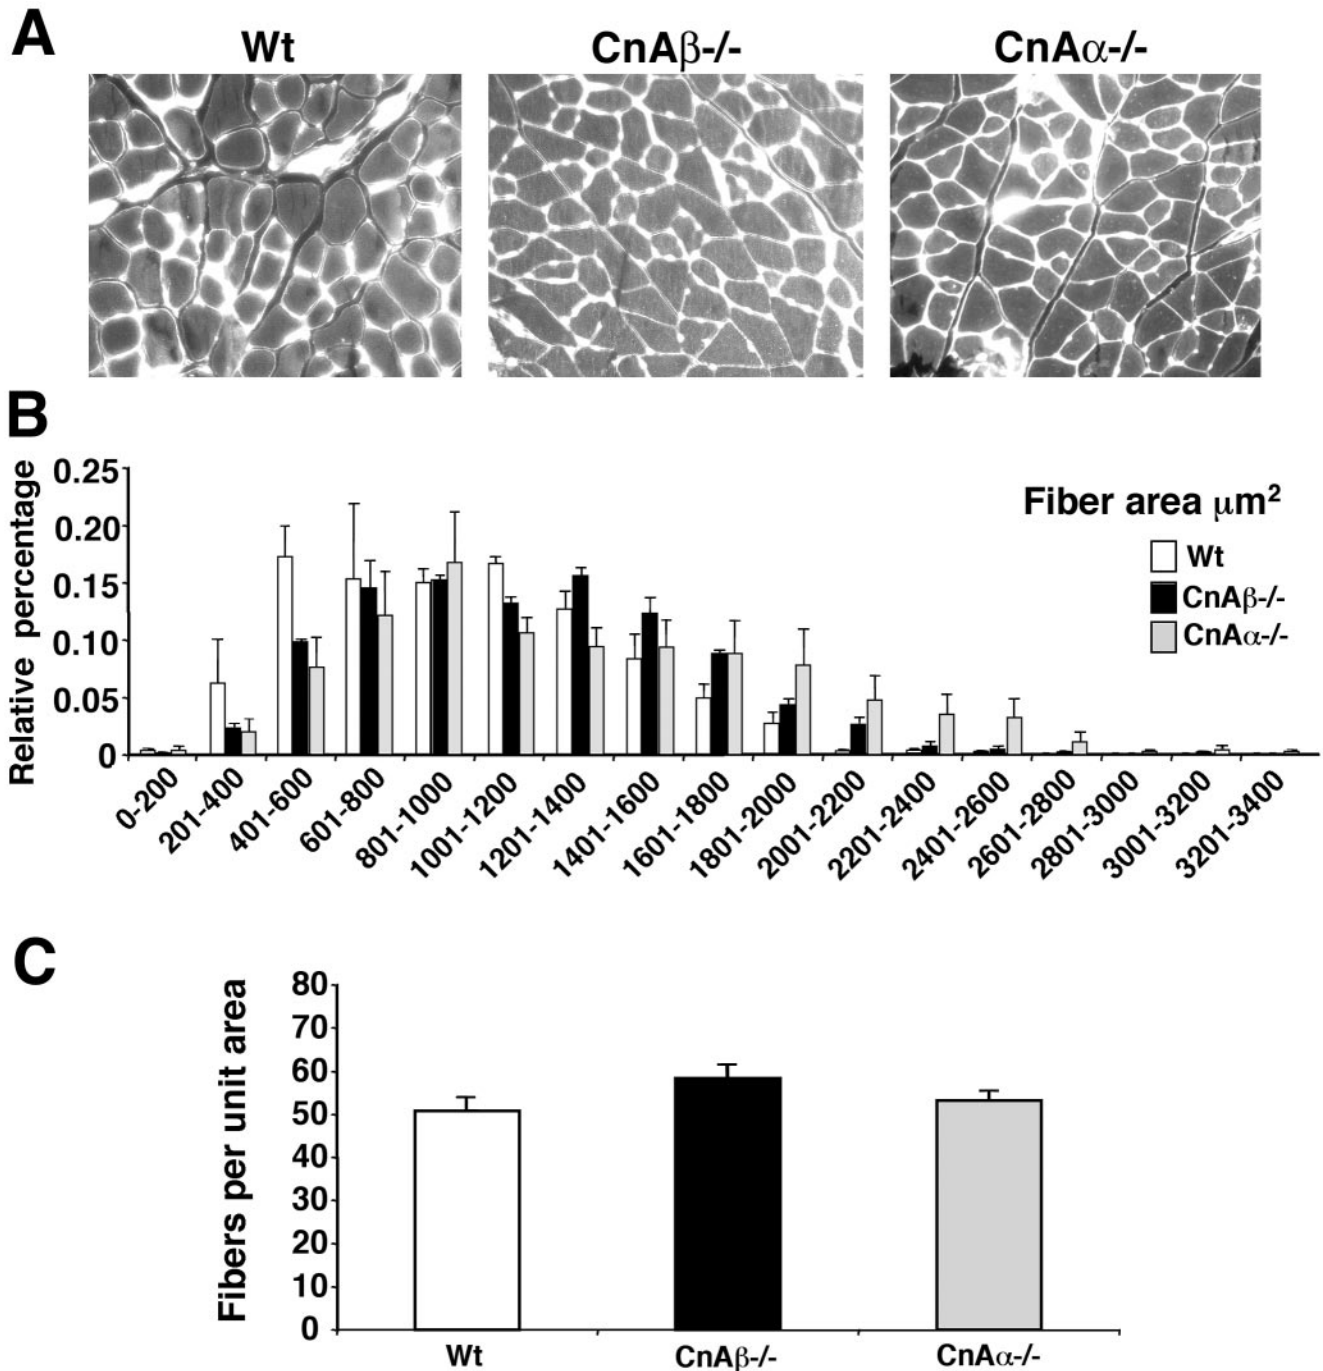 A
Wt
CnAβ-/-
CnAα-/-
B
Relative percentage
0.25
0.20
0.15
0.10
0.05
0
Fiber area μm²
Wt
CnAβ-/-
CnAα-/-
0-200
201-400
401-600
601-800
801-1000
1001-1200
1201-1400
1401-1600
1601-1800
1801-2000
2001-2200
2201-2400
2401-2600
2601-2800
2801-3000
3001-3200
3201-3400
C
Fibers per unit area
80
70
60
50
40
30
20
10
0
Wt
CnAβ-/-
CnAα-/-